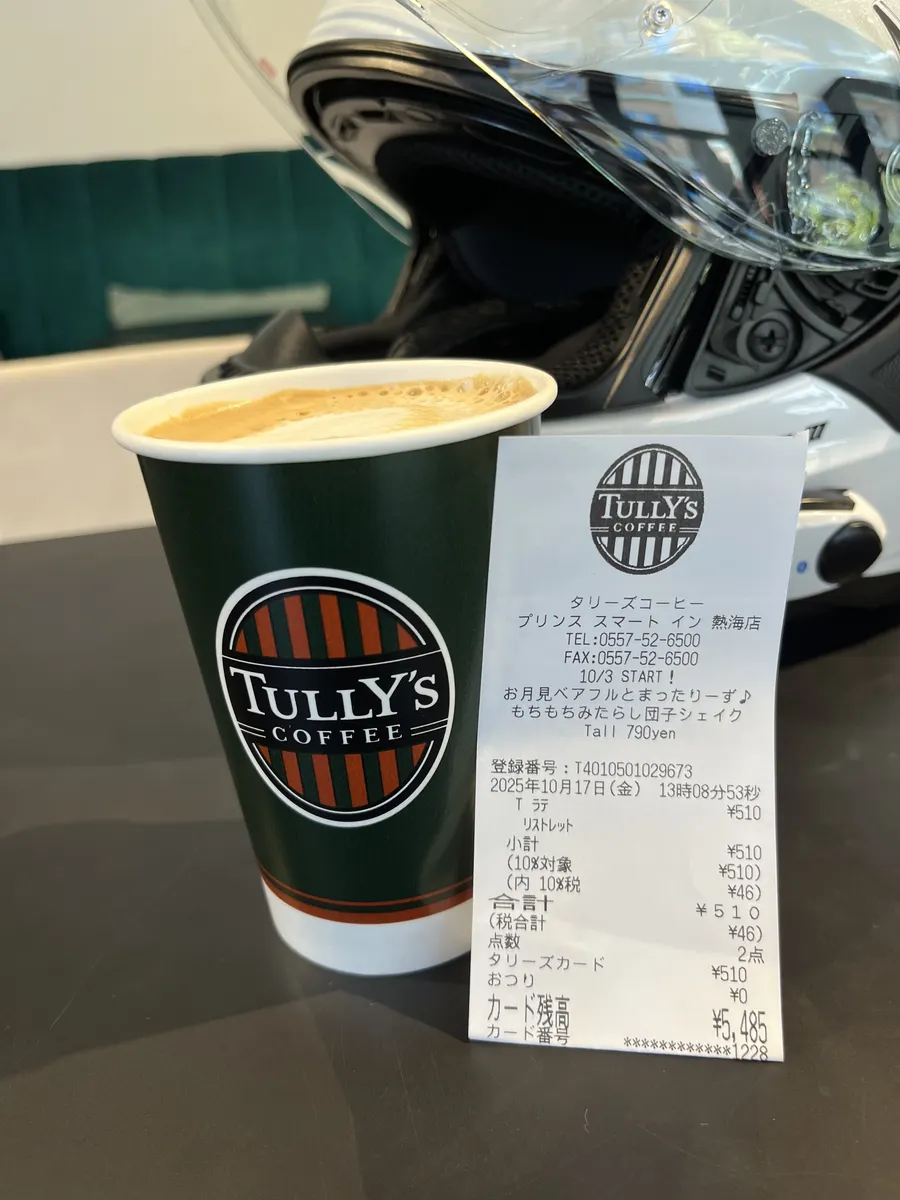 TULLY'S
COFFEE
TULLY'S
COFFEE
タリーズコーヒー
プリンス スマート イン 熱海店
TEL:0557-52-6500
FAX:0557-52-6500
10/3 START!
お月見ベアフルとまったりーず♪
もちもちみたらし団子シェイク
Tall 790yen
登録番号:T4010501029673
2025年10月17日(金) 13時08分53秒
T ラテ ¥510
リストレット
小計 ¥510
(10%対象 ¥510)
(内 10%税 ¥46)
合計 ¥510
(税合計 ¥46)
点数 2点
タリーズカード ¥510
おつり ¥0
カード残高 ¥5,485
カード番号 ************1228